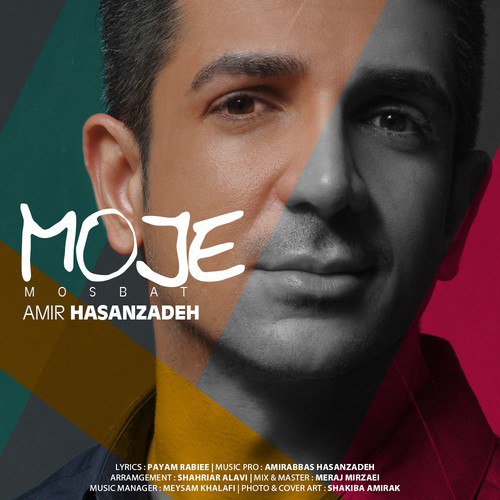 MOJE
MOSBAT
AMIR HASANZADEH
LYRICS : PAYAM RABIEE | MUSIC PRO : AMIRABBAS HASANZADEH
ARRAMGEMENT : SHAHRIAR ALAVI | MIX & MASTER : MERAJ MIRZAEI
MUSIC MANAGER : MEYSAM KHALAFI | PHOTO & COVER ART : SHAKIBA AMIRAK